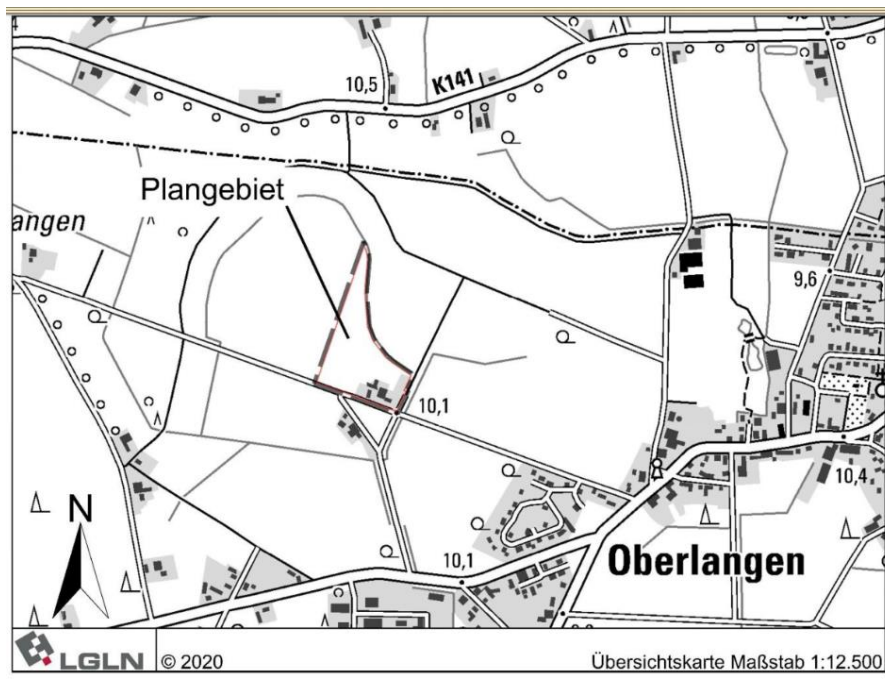 10,5
K141
Plangebiet
angen
9,6
10,1
10,4
N
10,1
Oberlangen
LGLN © 2020
Übersichtskarte Maßstab 1:12.500